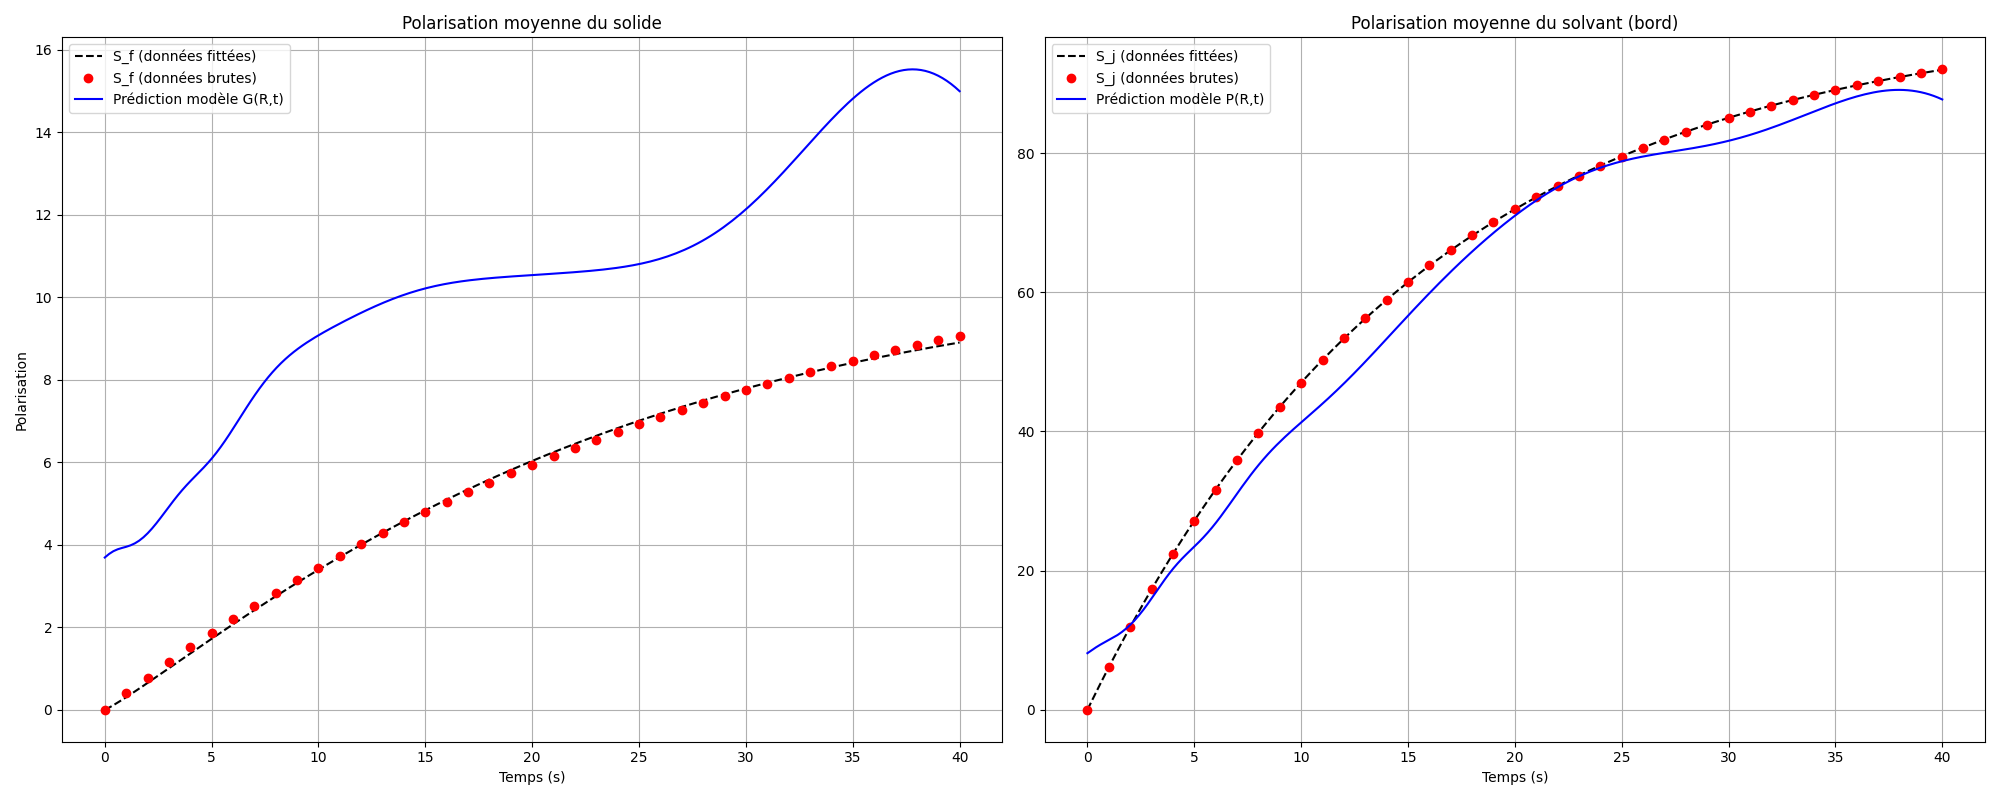 Polarisation moyenne du solide
S_f (données fittées)
S_f (données brutes)
Prédiction modèle G(R,t)
16
14
12
10
8
6
4
2
0
Polarisation
0 5 10 15 20 25 30 35 40
Temps (s)
Polarisation moyenne du solvant (bord)
S_j (données fittées)
S_j (données brutes)
Prédiction modèle P(R,t)
80
60
40
20
0
0 5 10 15 20 25 30 35 40
Temps (s)